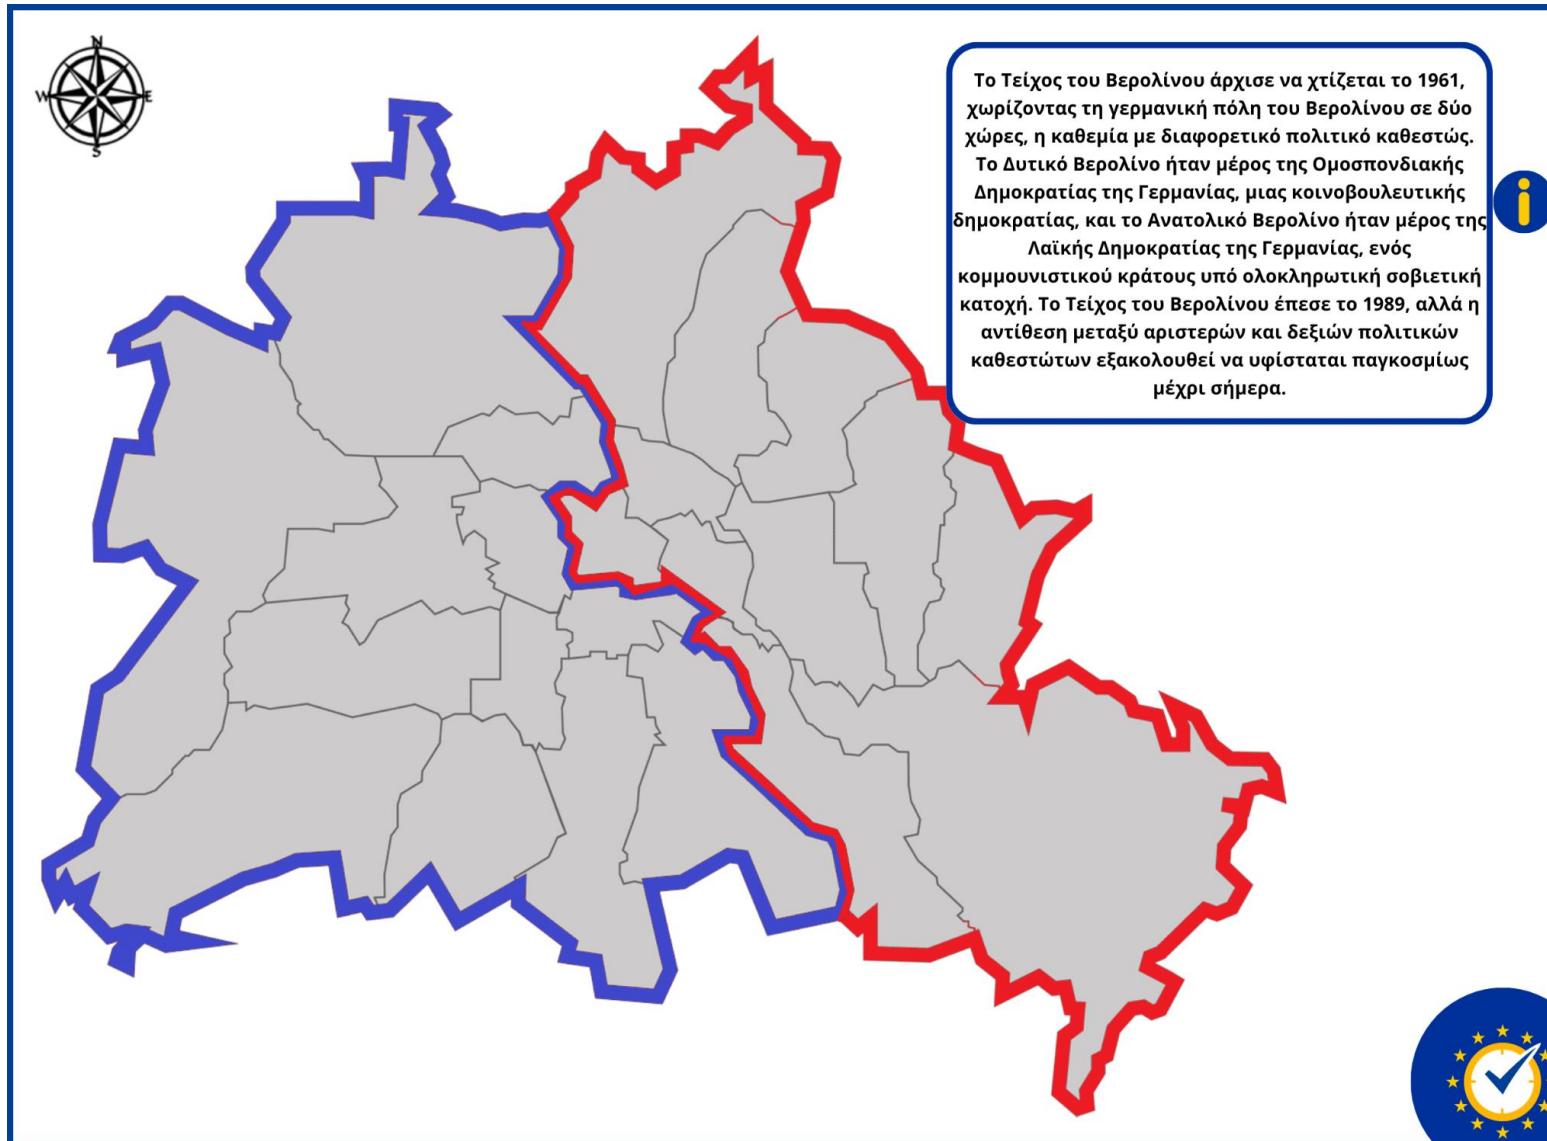 N
W
E
S
Το Τείχος του Βερολίνου άρχισε να χτίζεται το 1961,
χωρίζοντας τη γερμανική πόλη του Βερολίνου σε δύο
χώρες, η καθεμία με διαφορετικό πολιτικό καθεστώς.
Το Δυτικό Βερολίνο ήταν μέρος της Ομοσπονδιακής
Δημοκρατίας της Γερμανίας, μιας κοινοβουλευτικής
δημοκρατίας, και το Ανατολικό Βερολίνο ήταν μέρος της
Λαϊκής Δημοκρατίας της Γερμανίας, ενός
κομμουνιστικού κράτους υπό ολοκληρωτική σοβιετική
κατοχή. Το Τείχος του Βερολίνου έπεσε το 1989, αλλά η
αντίθεση μεταξύ αριστερών και δεξιών πολιτικών
καθεστώτων εξακολουθεί να υφίσταται παγκοσμίως
μέχρι σήμερα.
i